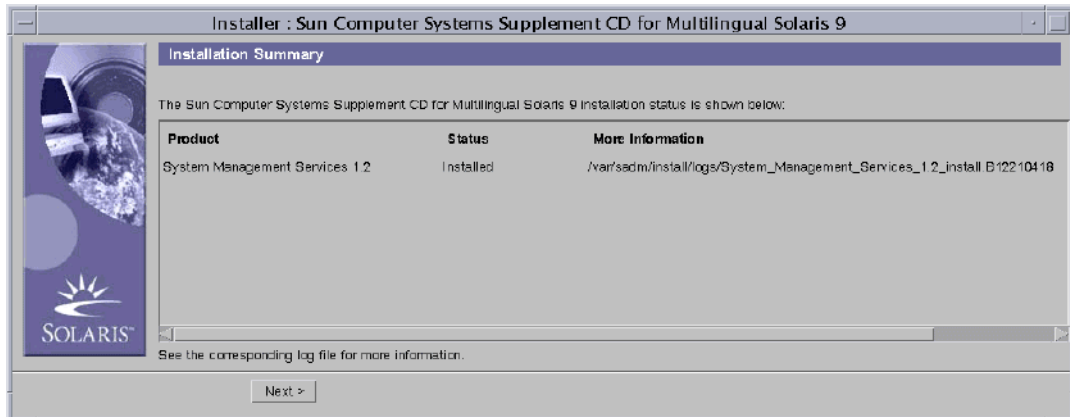 Installer : Sun Computer Systems Supplement CD for Multilingual Solaris 9
Installation Summary
The Sun Computer Systems Supplement CD for Multilingual Solaris 9 installation status is shown below:
Product Status More Information
System Management Services 1.2 Installed /var/sadm/install/logs/System_Management_Services_1.2_install.B12210418
SOLARIS™
See the corresponding log file for more information.
Next >